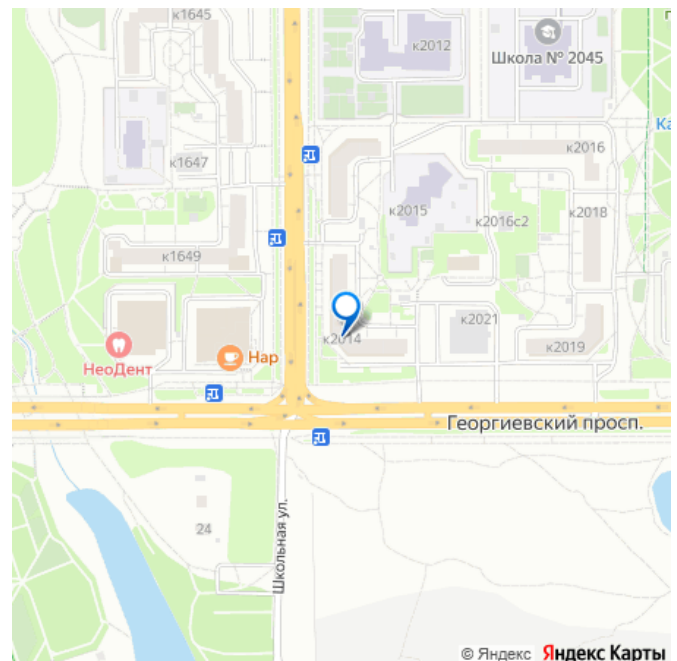 к1645
к2012
Школа № 2045
к1647
к2016
к2015
к2016с2
к2018
к1649
к2014
к2021
к2019
НеоДент
Нар
Георгиевский просп.
Школьная ул.
24
© Яндекс Яндекс Карты